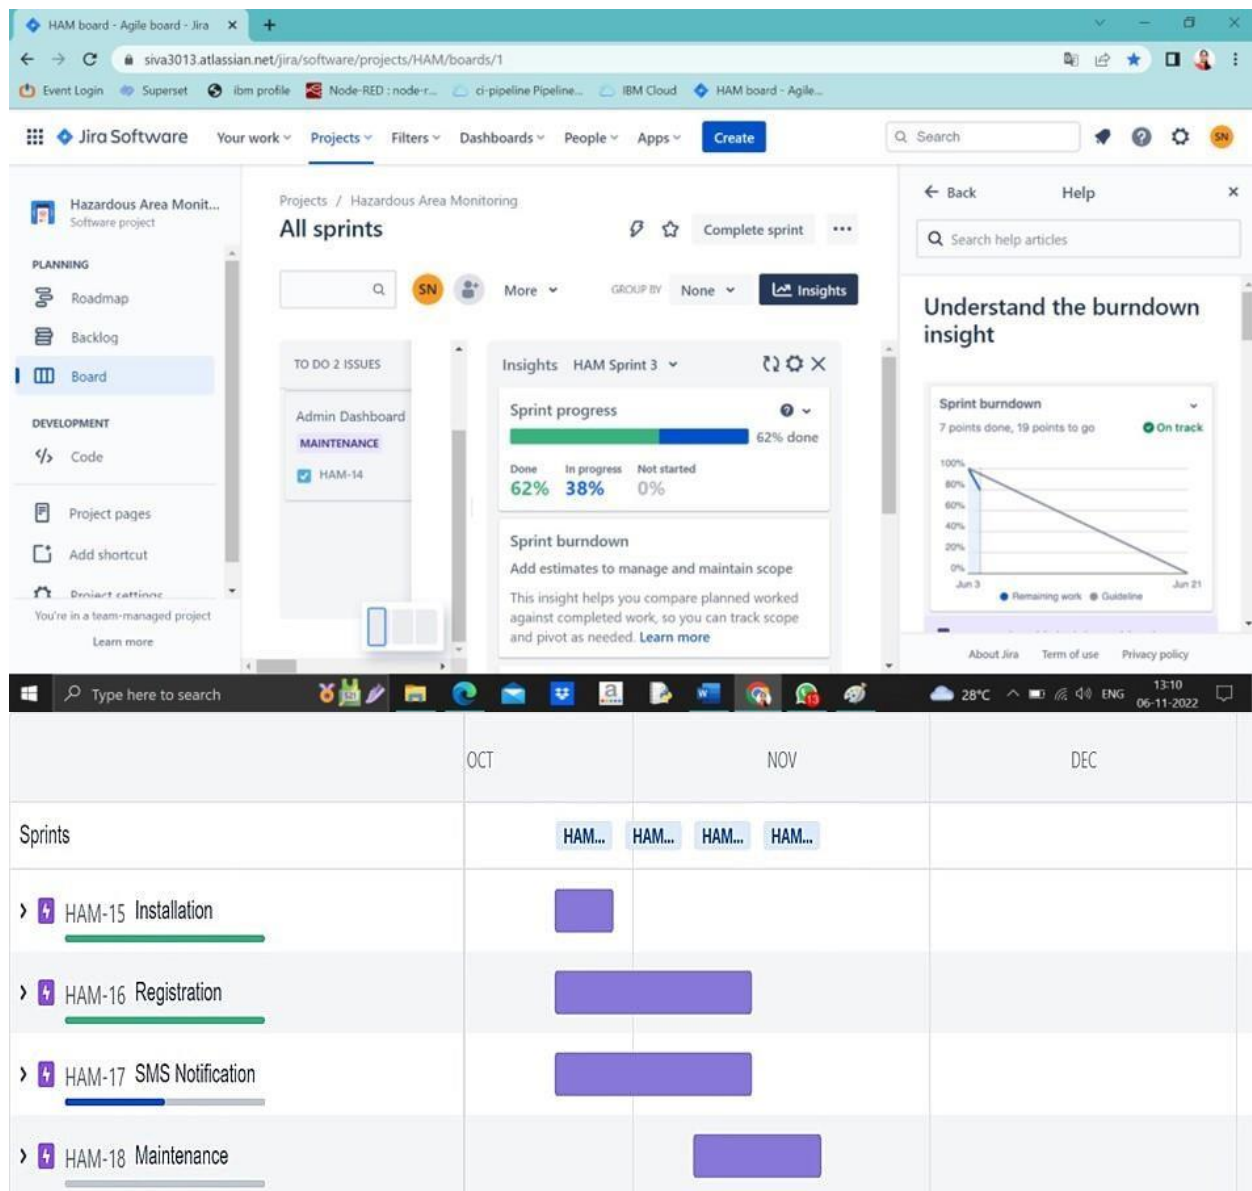 HAM board - Agile board - Jira
siva3013.atlassian.net/jira/software/projects/HAM/boards/1
Event Login Superset ibm profile Node-RED : node-r... ci-pipeline Pipeline... IBM Cloud HAM board - Agile...
Jira Software Your work Projects Filters Dashboards People Apps Create Search SN
Hazardous Area Monit...
Software project
PLANNING
Roadmap
Backlog
Board
DEVELOPMENT
Code
Project pages
Add shortcut
Project settings
You're in a team-managed project
Learn more
Projects / Hazardous Area Monitoring
All sprints
Complete sprint
SN More GROUP BY None Insights
TO DO 2 ISSUES
Admin Dashboard
MAINTENANCE
HAM-14
Insights HAM Sprint 3
Sprint progress
62% done
Done In progress Not started
62% 38% 0%
Sprint burndown
Add estimates to manage and maintain scope
This insight helps you compare planned worked
against completed work, so you can track scope
and pivot as needed. Learn more
Back Help
Search help articles
Understand the burndown
insight
Sprint burndown
7 points done, 19 points to go On track
100%
80%
60%
40%
20%
0%
Jun 3 Jun 21
Remaining work Guideline
About Jira Term of use Privacy policy
Type here to search
a
13
28°C ENG
13:10
06-11-2022
OCT NOV DEC
Sprints HAM... HAM... HAM... HAM...
HAM-15 Installation
HAM-16 Registration
HAM-17 SMS Notification
HAM-18 Maintenance